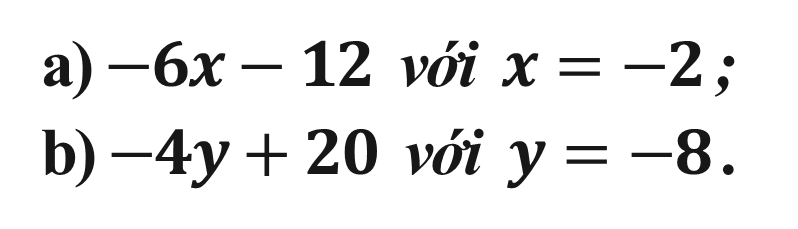 a) −6x − 12 với x = −2 ;
b) −4y + 20 với y = −8 .